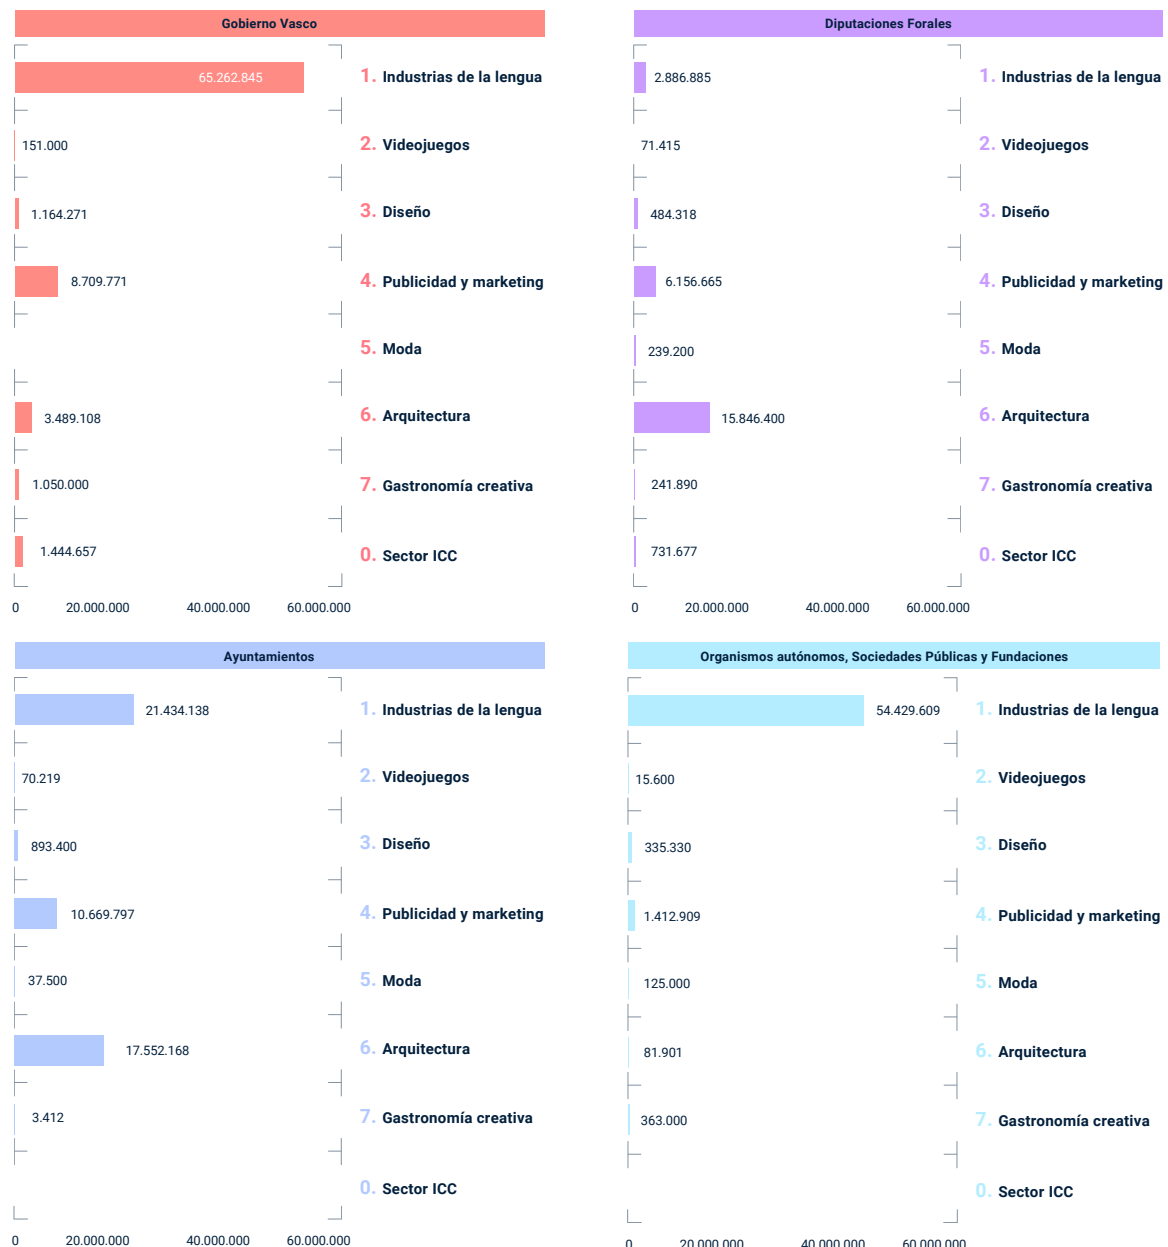 Gobierno Vasco
65.262.845
1. Industrias de la lengua
151.000
2. Videojuegos
1.164.271
3. Diseño
8.709.771
4. Publicidad y marketing
5. Moda
3.489.108
6. Arquitectura
1.050.000
7. Gastronomía creativa
1.444.657
0. Sector ICC
0 20.000.000 40.000.000 60.000.000
Diputaciones Forales
2.886.885
1. Industrias de la lengua
71.415
2. Videojuegos
484.318
3. Diseño
6.156.665
4. Publicidad y marketing
239.200
5. Moda
15.846.400
6. Arquitectura
241.890
7. Gastronomía creativa
731.677
0. Sector ICC
0 20.000.000 40.000.000 60.000.000
Ayuntamientos
21.434.138
1. Industrias de la lengua
70.219
2. Videojuegos
893.400
3. Diseño
10.669.797
4. Publicidad y marketing
37.500
5. Moda
17.552.168
6. Arquitectura
3.412
7. Gastronomía creativa
0. Sector ICC
0 20.000.000 40.000.000 60.000.000
Organismos autónomos, Sociedades Públicas y Fundaciones
54.429.609
1. Industrias de la lengua
15.600
2. Videojuegos
335.330
3. Diseño
1.412.909
4. Publicidad y marketing
125.000
5. Moda
81.901
6. Arquitectura
363.000
7. Gastronomía creativa
0. Sector ICC
0 20.000.000 40.000.000 60.000.000